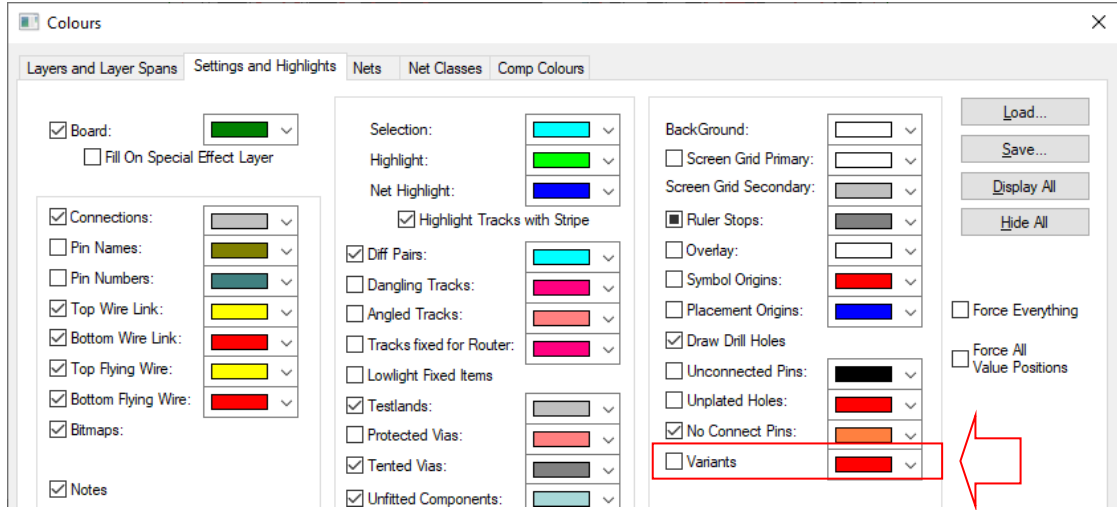 Colours
Layers and Layer Spans
Settings and Highlights
Nets
Net Classes
Comp Colours
Board:
Fill On Special Effect Layer
Connections:
Pin Names:
Pin Numbers:
Top Wire Link:
Bottom Wire Link:
Top Flying Wire:
Bottom Flying Wire:
Bitmaps:
Notes
Selection:
Highlight:
Net Highlight:
Highlight Tracks with Stripe
Diff Pairs:
Dangling Tracks:
Angled Tracks:
Tracks fixed for Router:
Lowlight Fixed Items
Testlands:
Protected Vias:
Tented Vias:
Unfitted Components:
BackGround:
Screen Grid Primary:
Screen Grid Secondary:
Ruler Stops:
Overlay:
Symbol Origins:
Placement Origins:
Draw Drill Holes
Unconnected Pins:
Unplated Holes:
No Connect Pins:
Variants
Load...
Save...
Display All
Hide All
Force Everything
Force All
Value Positions